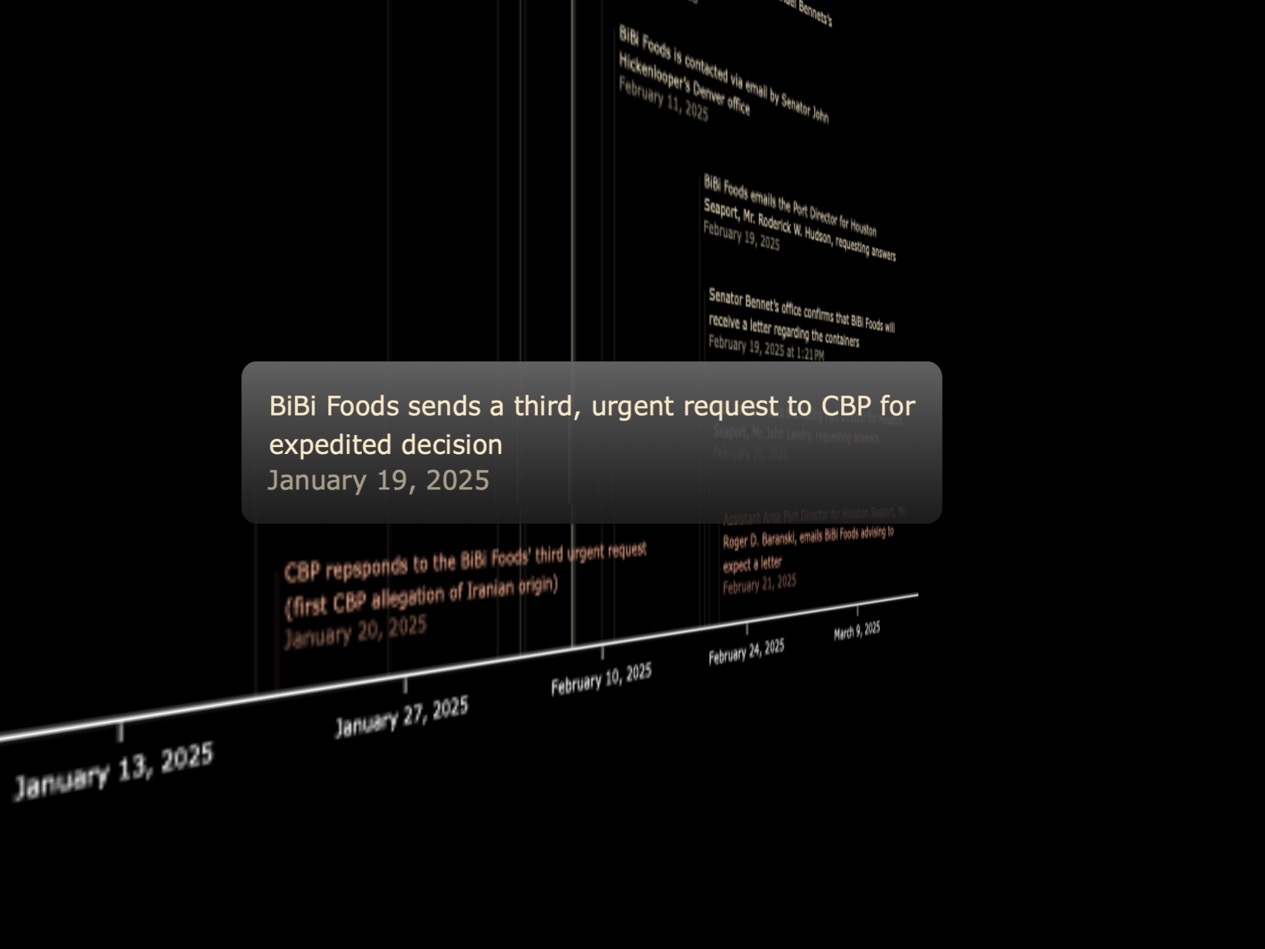 Bennets's
BiBi Foods is contacted via email by Senator John
Hickenlooper's Denver office
February 11, 2025
BiBi Foods emails the Port Director for Houston
Seaport, Mr. Roderick W. Hudson, requesting answers
February 19, 2025
Senator Bennet's office confirms that BiBi Foods will
receive a letter regarding the containers
February 19, 2025 at 1:21 PM
BiBi Foods sends a third, urgent request to CBP for
expedited decision
January 19, 2025
Seaport, Mr. John Landry, requesting answers
February 20, 2025
Assistant Area Port Director for Houston Seaport, Mr.
Roger D. Baranski, emails BiBi Foods advising to
expect a letter
February 21, 2025
CBP repsponds to the BiBi Foods' third urgent request
(first CBP allegation of Iranian origin)
January 20, 2025
January 13, 2025
January 27, 2025
February 10, 2025
February 24, 2025
March 9, 2025